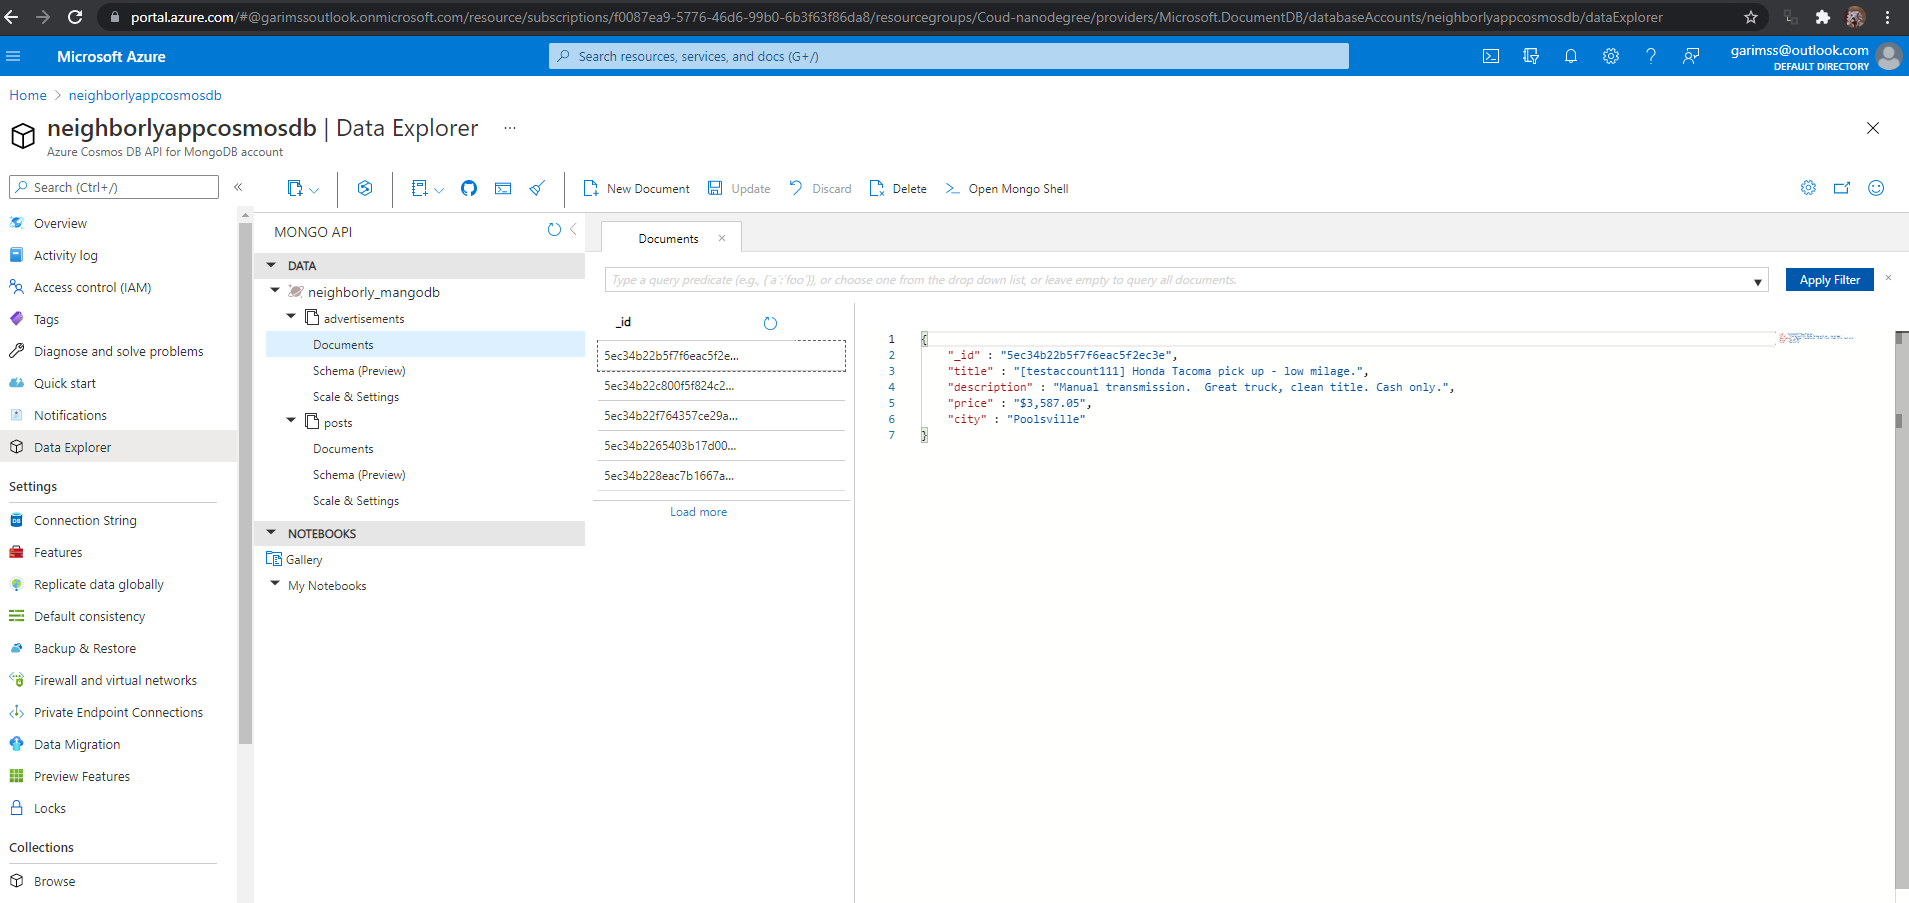 portal.azure.com/#@garimssoutlook.onmicrosoft.com/resource/subscriptions/f0087ea9-5776-46d6-99b0-6b3f63f86da8/resourcegroups/Coud-nanodegree/providers/Microsoft.DocumentDB/databaseAccounts/neighborlyappcosmosdb/dataExplorer
Microsoft Azure
Search resources, services, and docs (G+/)
garimss@outlook.com
DEFAULT DIRECTORY
Home > neighborlyappcosmosdb
neighborlyappcosmosdb | Data Explorer ...
Azure Cosmos DB API for MongoDB account
Search (Ctrl+/)
«
New Document
Update
Discard
Delete
Open Mongo Shell
Overview
Activity log
Access control (IAM)
Tags
Diagnose and solve problems
Quick start
Notifications
Data Explorer
Settings
Connection String
Features
Replicate data globally
Default consistency
Backup & Restore
Firewall and virtual networks
Private Endpoint Connections
Data Migration
Preview Features
Locks
Collections
Browse
MONGO API
DATA
neighborly_mangodb
advertisements
Documents
Schema (Preview)
Scale & Settings
posts
Documents
Schema (Preview)
Scale & Settings
NOTEBOOKS
Gallery
My Notebooks
Documents
Type a query predicate (e.g., {´a´:´foo´}), or choose one from the drop down list, or leave empty to query all documents.
Apply Filter
_id
5ec34b22b5f7f6eac5f2e...
5ec34b22c800f5f824c2...
5ec34b22f764357ce29a...
5ec34b2265403b17d00...
5ec34b228eac7b1667a...
Load more
1 {
2 "_id" : "5ec34b22b5f7f6eac5f2ec3e",
3 "title" : "[testaccount111] Honda Tacoma pick up - low milage.",
4 "description" : "Manual transmission.  Great truck, clean title. Cash only.",
5 "price" : "$3,587.05",
6 "city" : "Poolsville"
7 }